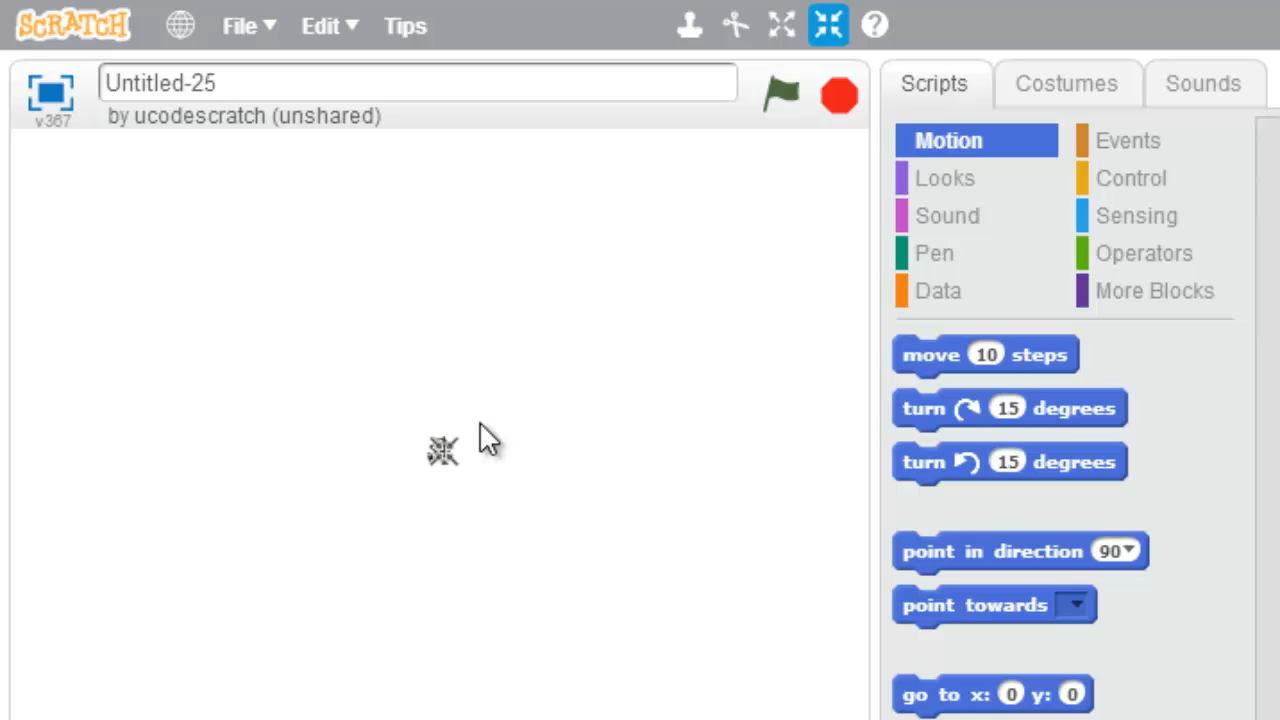 SCRATCH File Edit Tips
Untitled-25
v367
by ucodescratch (unshared)
Scripts Costumes Sounds
Motion Events
Looks Control
Sound Sensing
Pen Operators
Data More Blocks
move 10 steps
turn 15 degrees
turn 15 degrees
point in direction 90
point towards
go to x: 0 y: 0